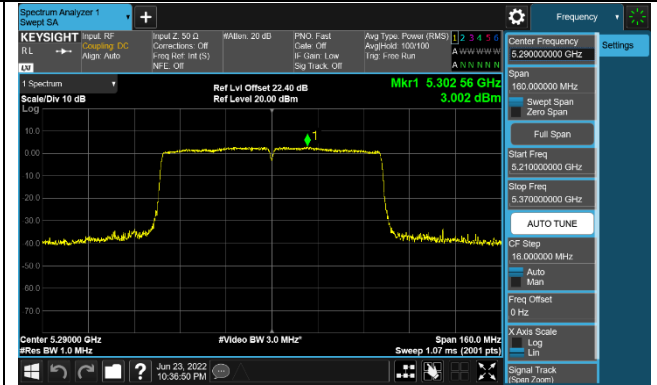 Spectrum Analyzer 1
Swept SA
Frequency
KEYSIGHT
RL
LXI
Input: RF
Coupling: DC
Align: Auto
Input Z: 50 Ω
Corrections: Off
Freq Ref: Int (S)
NFE: Off
#Atten: 20 dB
PNO: Fast
Gate: Off
IF Gain: Low
Sig Track: Off
Avg Type: Power (RMS)
Avg|Hold: 100/100
Trig: Free Run
1 2 3 4 5 6
A W W W W W
A N N N N N
1 Spectrum
Scale/Div 10 dB
Log
Ref Lvl Offset 22.40 dB
Ref Level 20.00 dBm
Mkr1 5.302 56 GHz
3.002 dBm
1
10.0
0.00
-10.0
-20.0
-30.0
-40.0
-50.0
-60.0
-70.0
Center 5.29000 GHz
#Res BW 1.0 MHz
#Video BW 3.0 MHz*
Span 160.0 MHz
Sweep 1.07 ms (2001 pts)
Center Frequency
5.290000000 GHz
Settings
Span
160.000000 MHz
Swept Span
Zero Span
Full Span
Start Freq
5.210000000 GHz
Stop Freq
5.370000000 GHz
AUTO TUNE
CF Step
16.000000 MHz
Auto
Man
Freq Offset
0 Hz
X Axis Scale
Log
Lin
Signal Track
(Span Zoom)
?
Jun 23, 2022
10:36:50 PM